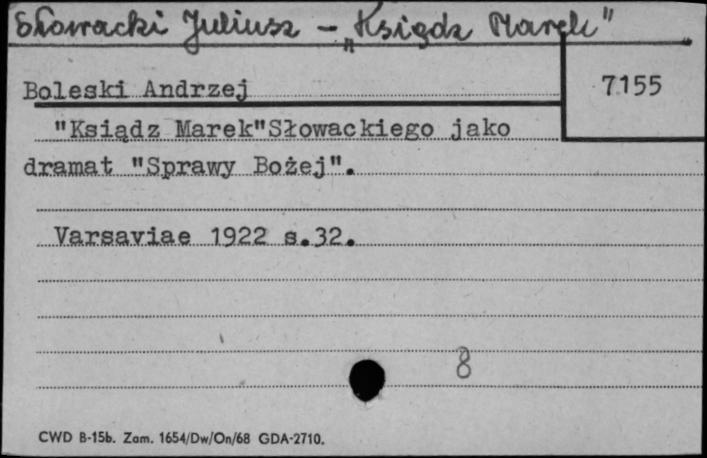 Słowacki Juliusz – „Ksiądz Marek"
Boleski Andrzej
7155
"Ksiądz Marek"Słowackiego jako
dramat "Sprawy Bożej".
Varsaviae 1922 s.32.
8
CWD B-15b. Zam. 1654/Dw/On/68 GDA-2710.